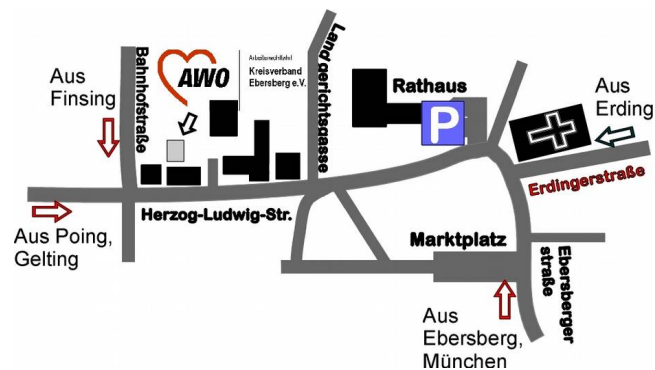 Aus
Finsing
Bahnhofstraße
AWO
Arbeiterwohlfahrt
Kreisverband
Ebersberg e.V.
Landgerichtsgasse
Rathaus
P
Aus
Erding
Erdingerstraße
Herzog-Ludwig-Str.
Aus Poing,
Gelting
Marktplatz
Ebersberger
straße
Aus
Ebersberg,
München